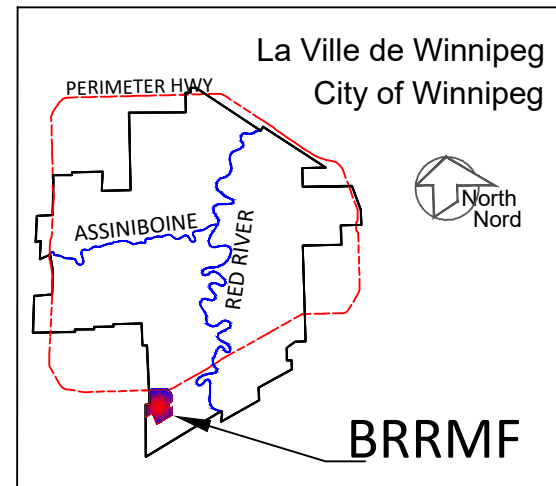 La Ville de Winnipeg
City of Winnipeg
PERIMETER HWY
North
Nord
ASSINIBOINE
RED RIVER
BRRMF